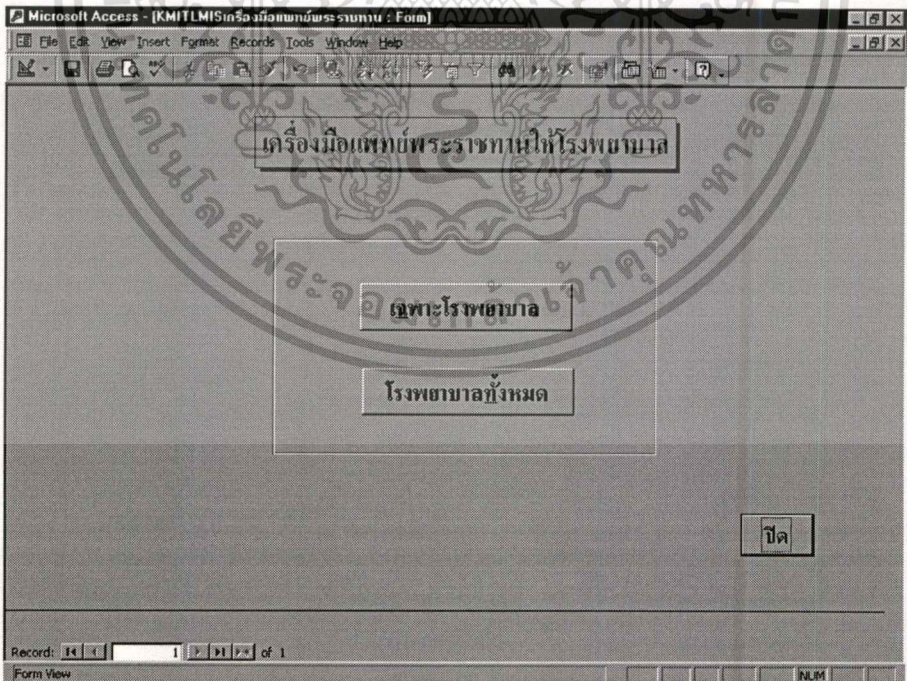 Microsoft Access - [KMITLMISเครื่องมือแพทย์พระราชทาน : Form]
File Edit View Insert Format Records Tools Window Help
เครื่องมือแพทย์พระราชทานให้โรงพยาบาล
เฉพาะโรงพยาบาล
โรงพยาบาลทั้งหมด
ปิด
Record: 1 of 1
Form View NUM